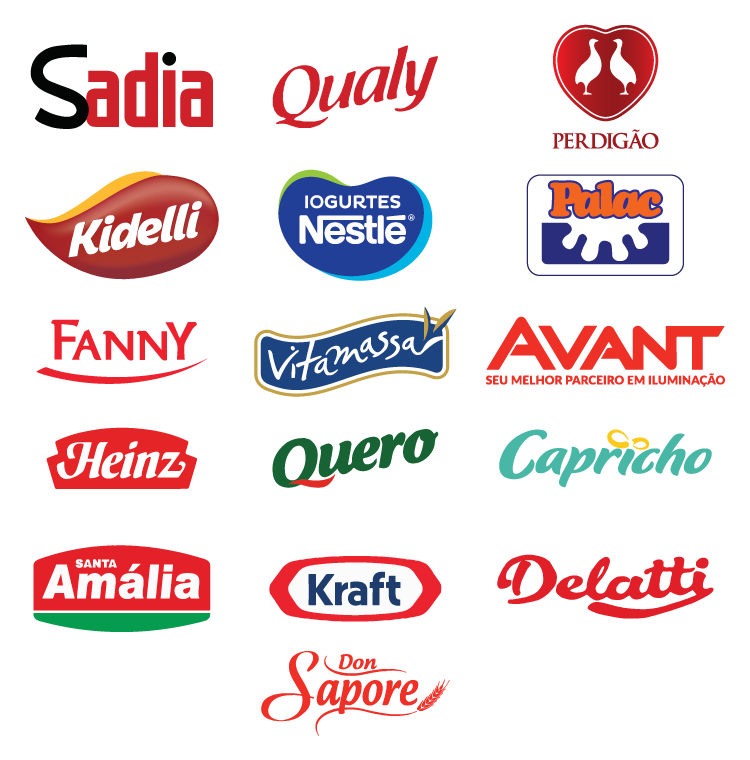 Sadia
Qualy
PERDIGÃO
Kidelli
IOGURTES
Nestlé®
Palac
FANNY
Vitamassa
AVANT
SEU MELHOR PARCEIRO EM ILUMINAÇÃO
Heinz
Quero
Capricho
SANTA
Amália
Kraft
Delatti
Don
Sapore